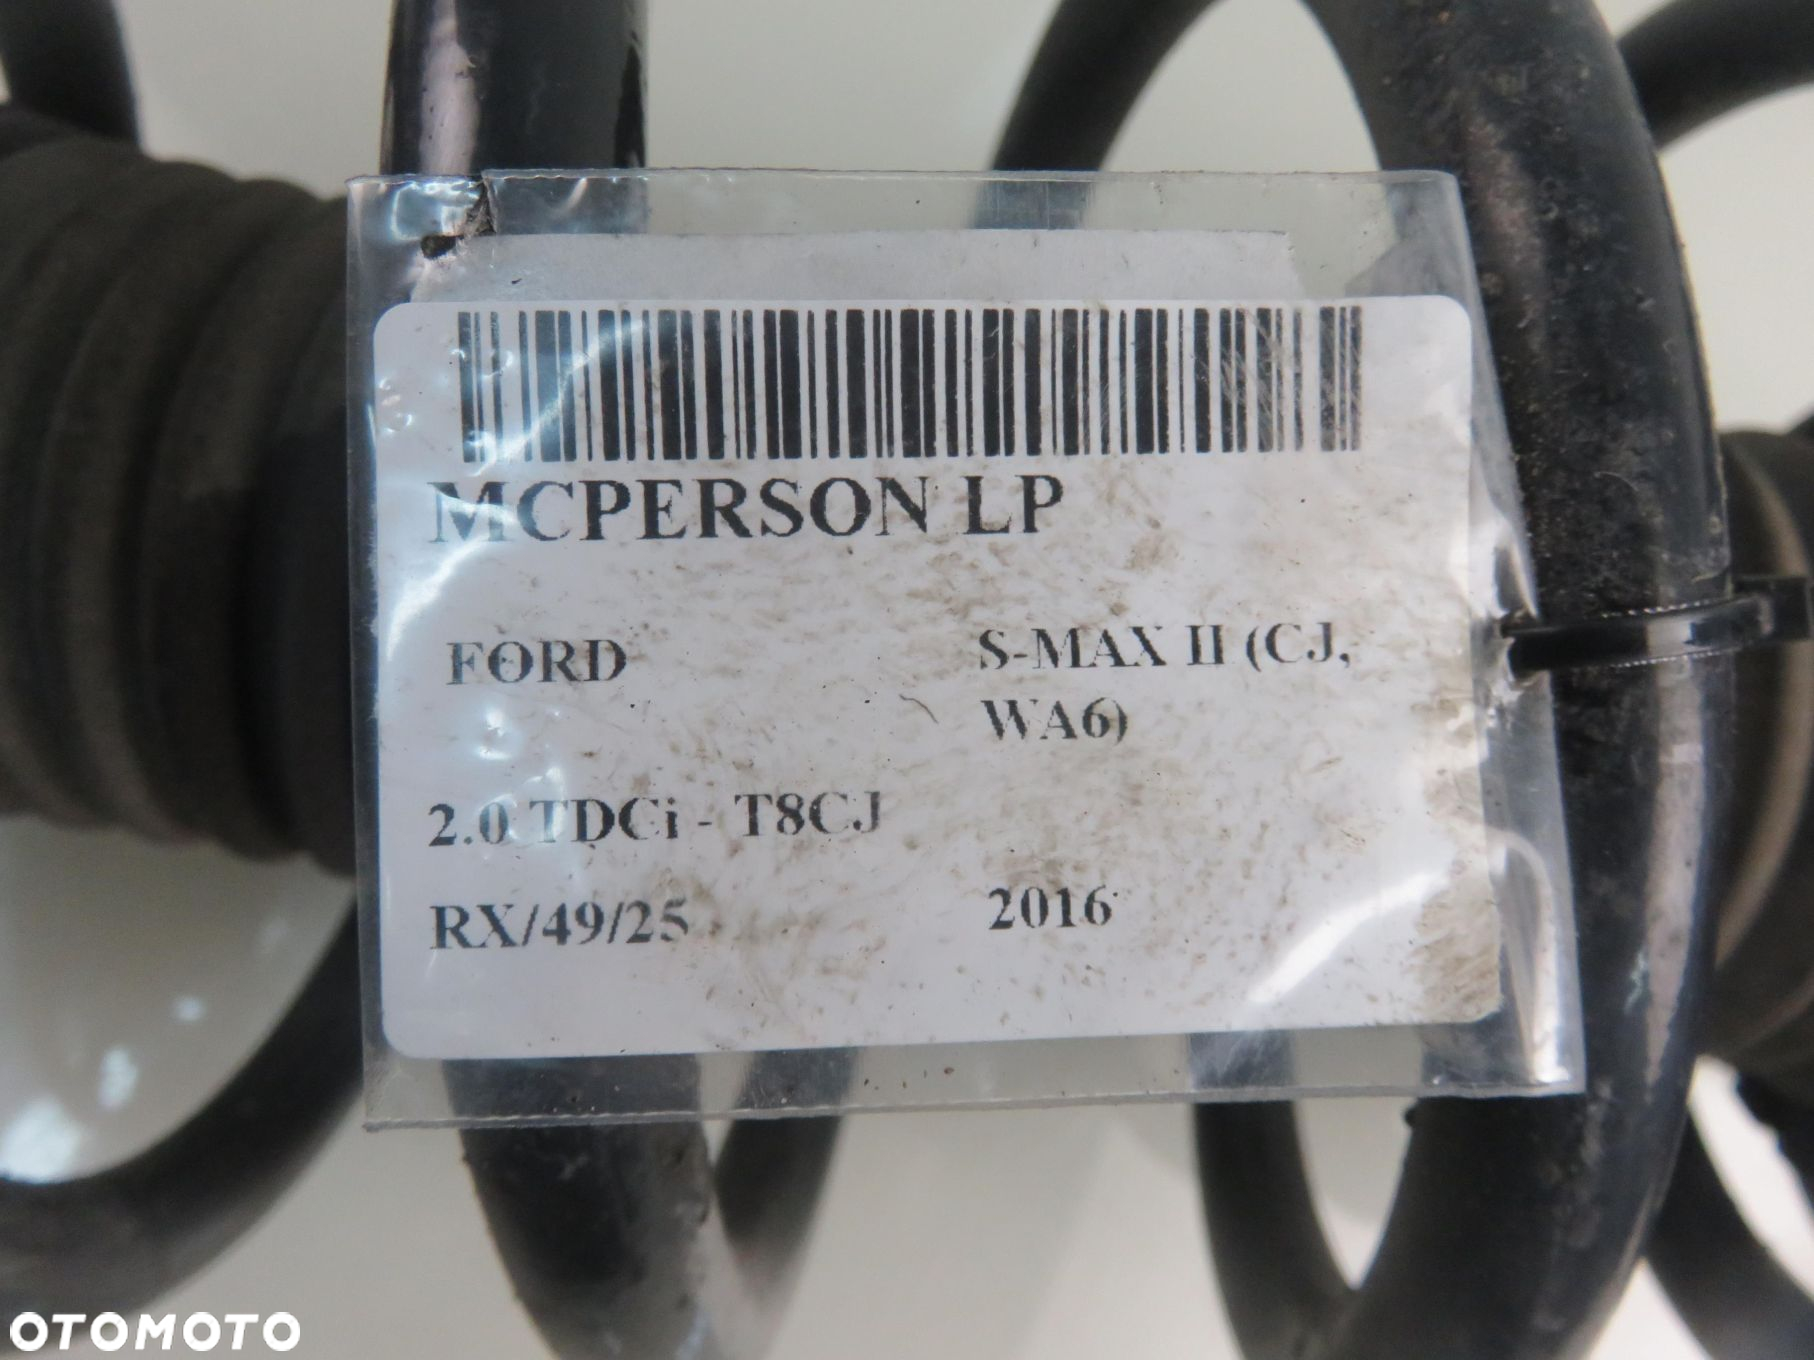 MCPERSON LP
FORD
S-MAX II (CJ,
WA6)
2.0 TDCi - T8CJ
RX/49/25
2016
OTOMOTO